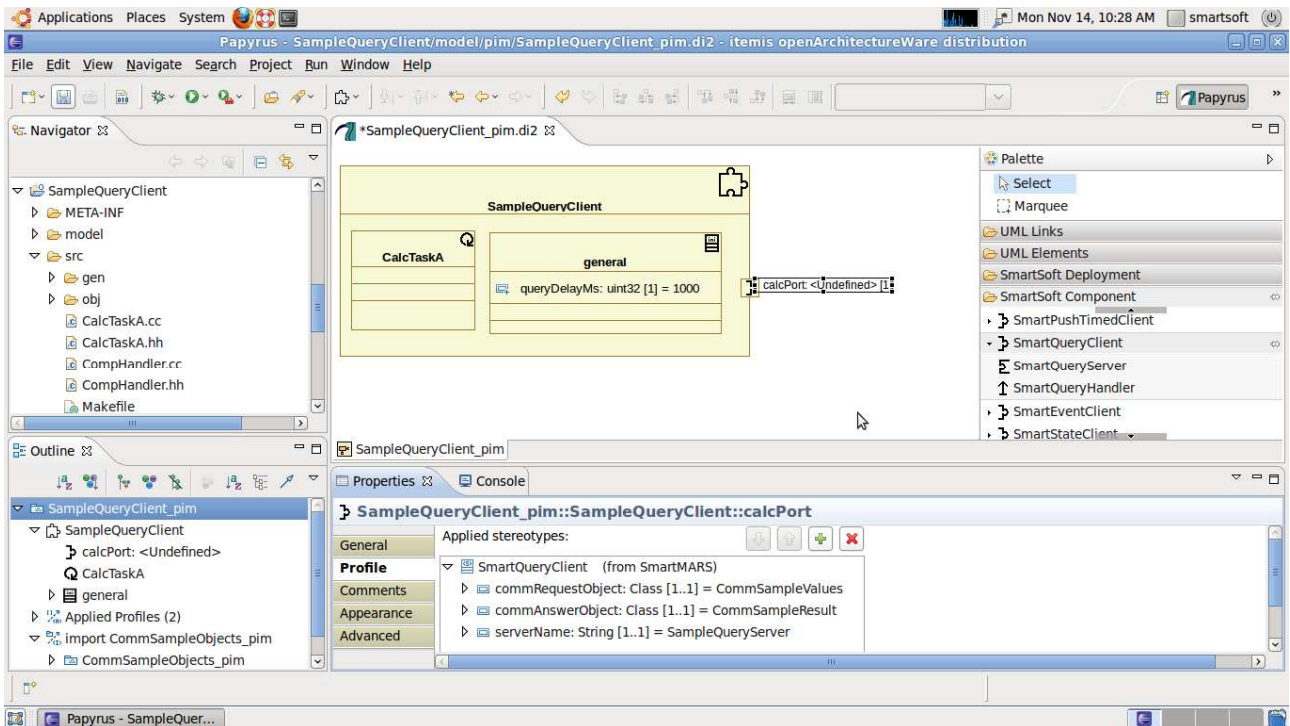 Applications Places System Mon Nov 14, 10:28 AM smartsoft
Papyrus - SampleQueryClient/model/pim/SampleQueryClient_pim.di2 - itemis openArchitectureWare distribution
File Edit View Navigate Search Project Run Window Help
Papyrus »
Navigator
*SampleQueryClient_pim.di2
SampleQueryClient
META-INF
model
src
gen
obj
CalcTaskA.cc
CalcTaskA.hh
CompHandler.cc
CompHandler.hh
Makefile
SampleQueryClient
CalcTaskA
general
queryDelayMs: uint32 [1] = 1000
calcPort: <Undefined> [1
Palette
Select
Marquee
UML Links
UML Elements
SmartSoft Deployment
SmartSoft Component
SmartPushTimedClient
SmartQueryClient
SmartQueryServer
SmartQueryHandler
SmartEventClient
SmartStateClient
SampleQueryClient_pim
Outline
SampleQueryClient_pim
SampleQueryClient
calcPort: <Undefined>
CalcTaskA
general
Applied Profiles (2)
import CommSampleObjects_pim
CommSampleObjects_pim
Properties Console
SampleQueryClient_pim::SampleQueryClient::calcPort
General
Profile
Comments
Appearance
Advanced
Applied stereotypes:
SmartQueryClient (from SmartMARS)
commRequestObject: Class [1..1] = CommSampleValues
commAnswerObject: Class [1..1] = CommSampleResult
serverName: String [1..1] = SampleQueryServer
Papyrus - SampleQuer...